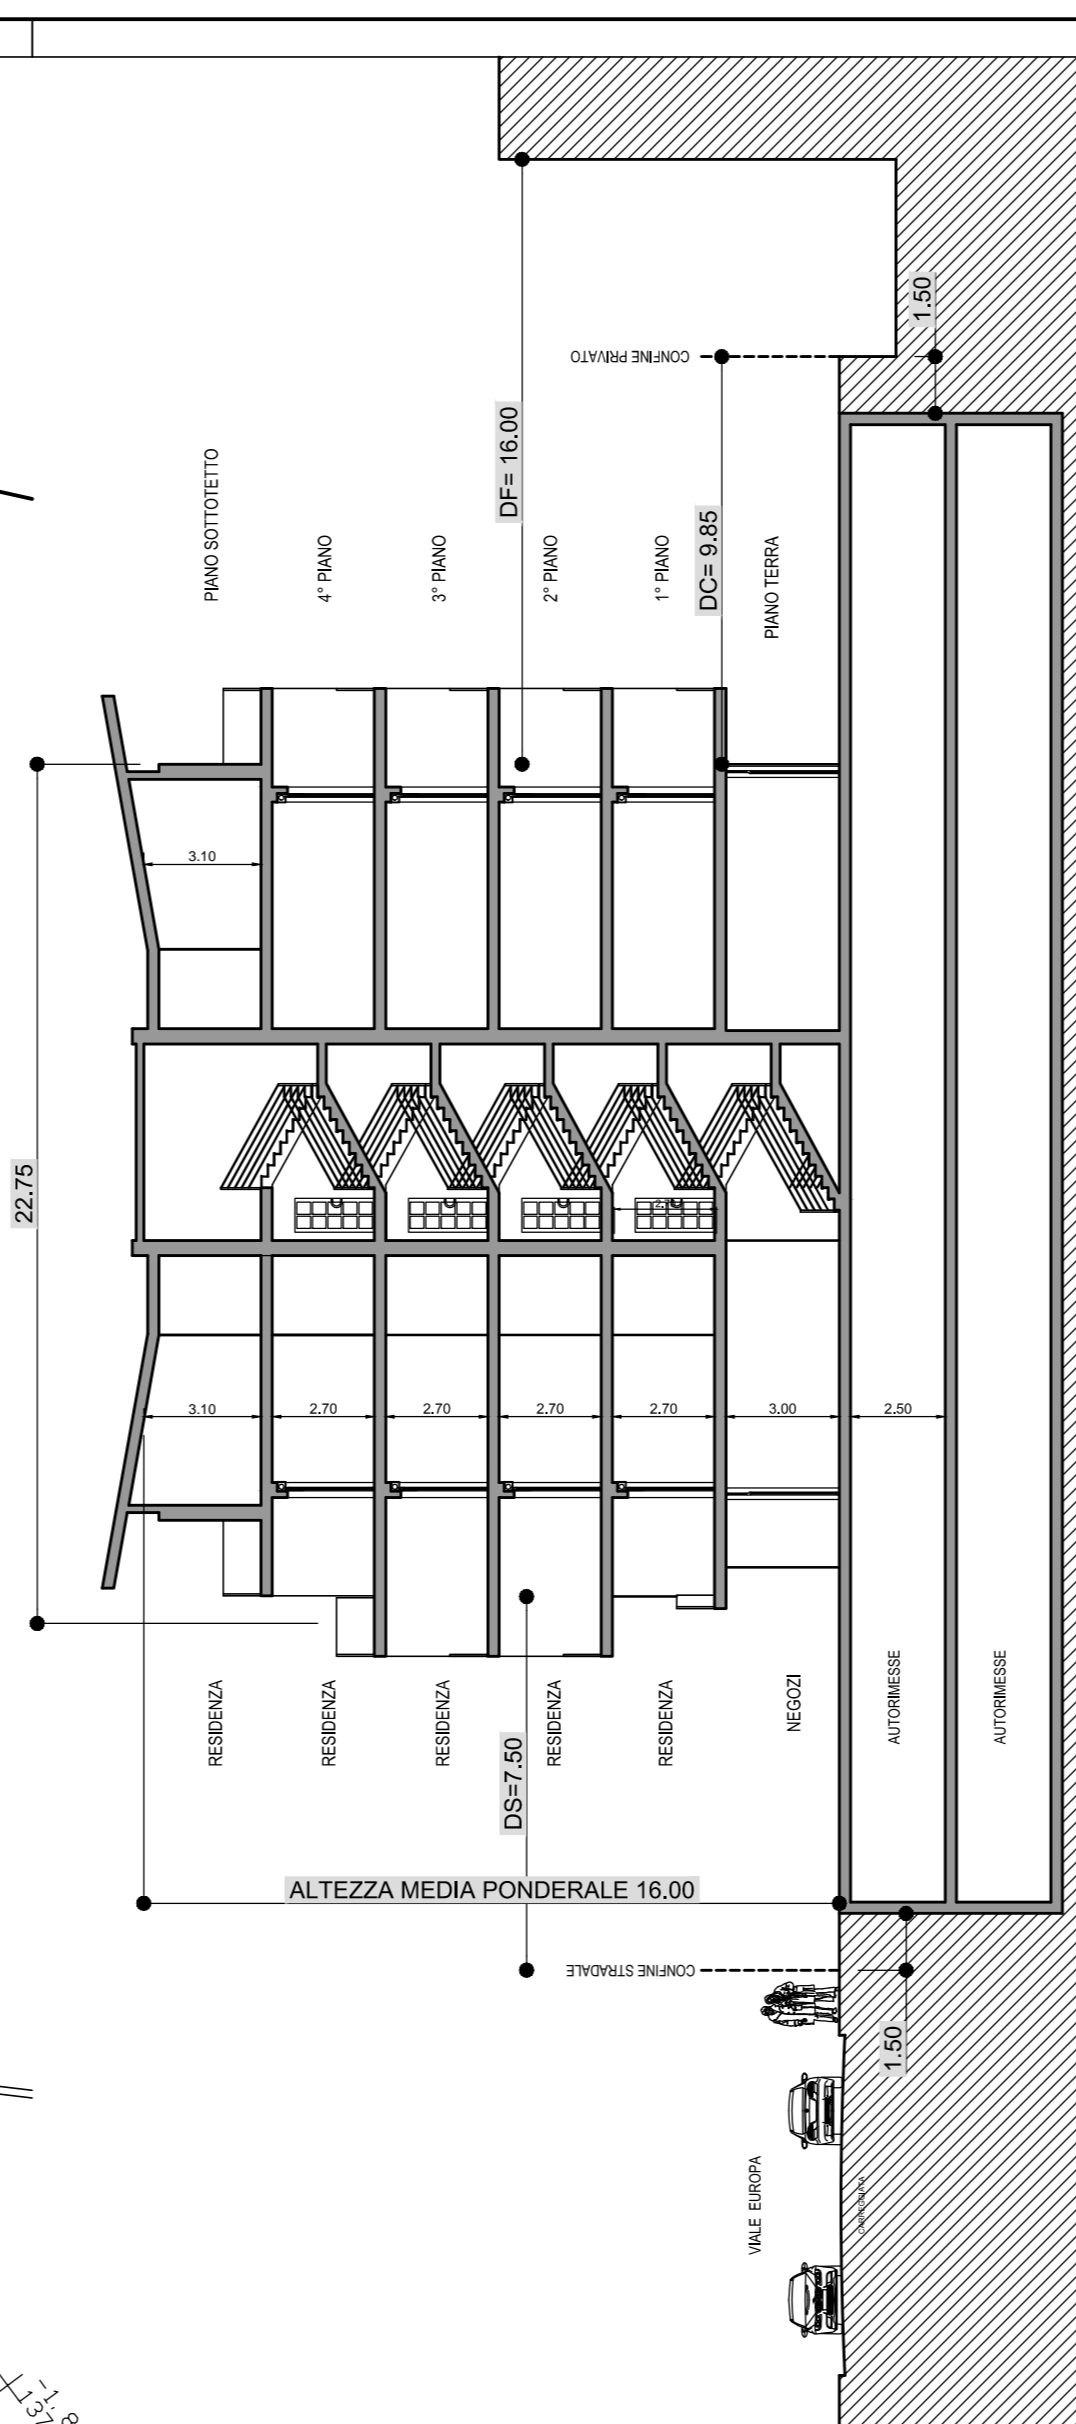 22.75
PIANO SOTTOTETTO
4° PIANO
3° PIANO
2° PIANO
1° PIANO
PIANO TERRA
DF= 16.00
DC= 9.85
CONFINE PRIVATO
1.50
3.10
3.10
2.70
2.70
2.70
2.70
3.00
2.50
RESIDENZA
RESIDENZA
RESIDENZA
RESIDENZA
RESIDENZA
NEGOZI
AUTORIMESSE
AUTORIMESSE
DS=7.50
ALTEZZA MEDIA PONDERALE 16.00
CONFINE STRADALE
1.50
VIALE EUROPA
CARREGGIATA